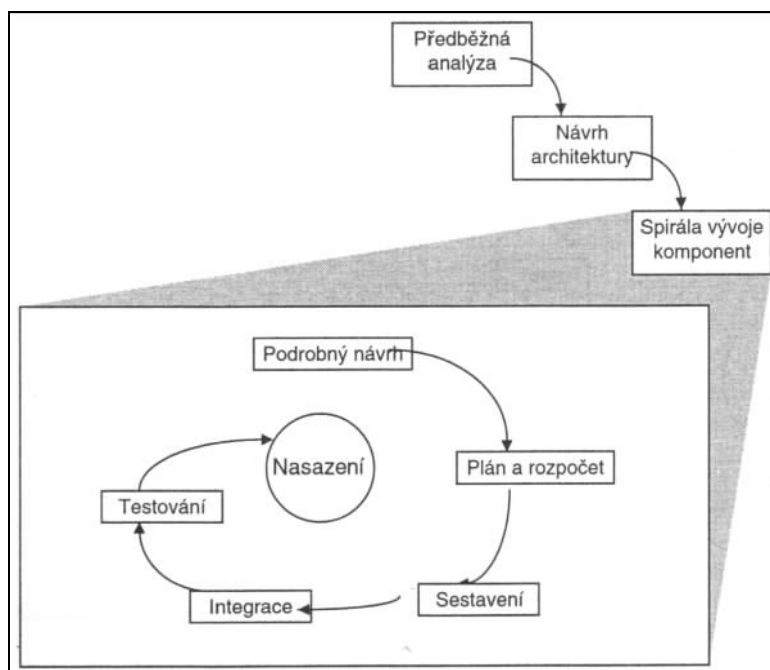 Předběžná
analýza
Návrh
architektury
Spirála vývoje
komponent
Podrobný návrh
Plán a rozpočet
Sestavení
Integrace
Testování
Nasazení